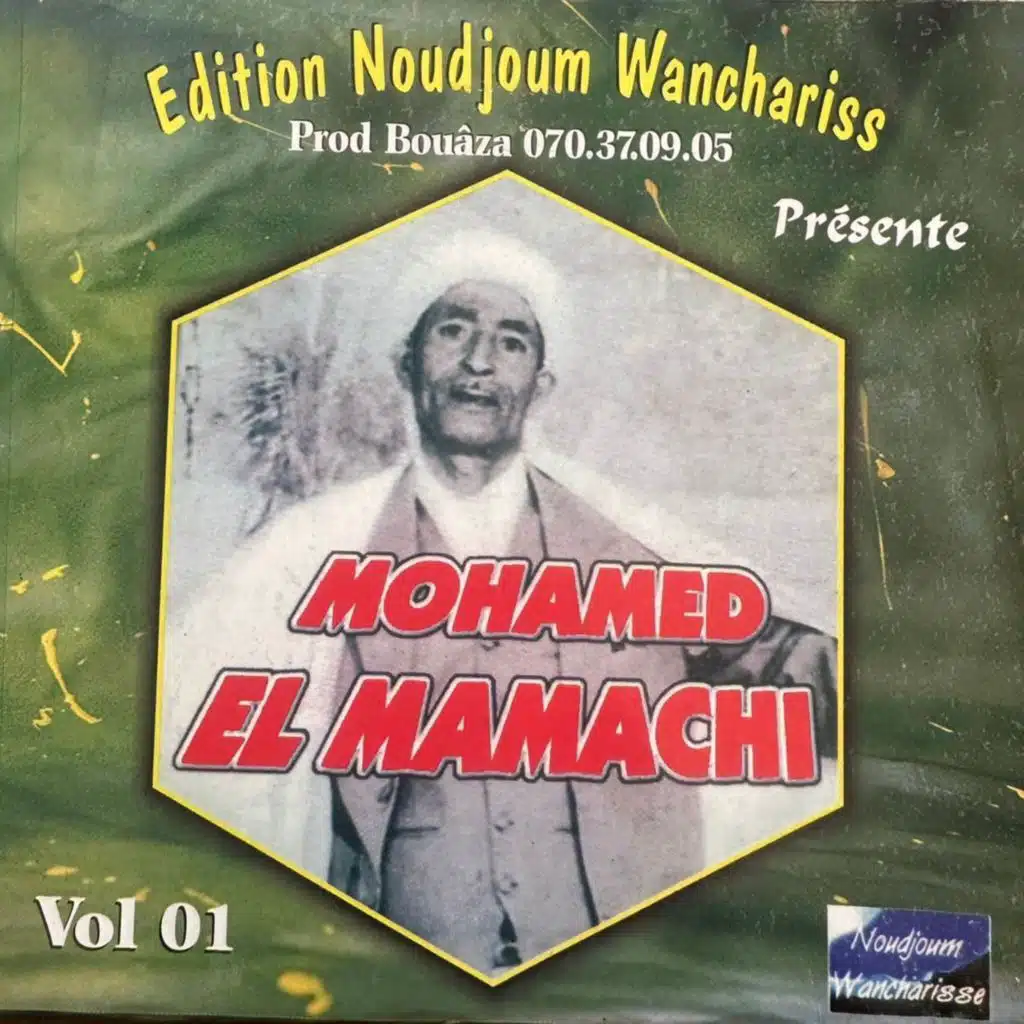 Edition Noudjoum Wanchariss
Prod Bouâza 070.37.09.05
Présente
MOHAMED
EL MAMACHI
Vol 01
Noudjoum
Wancharisse